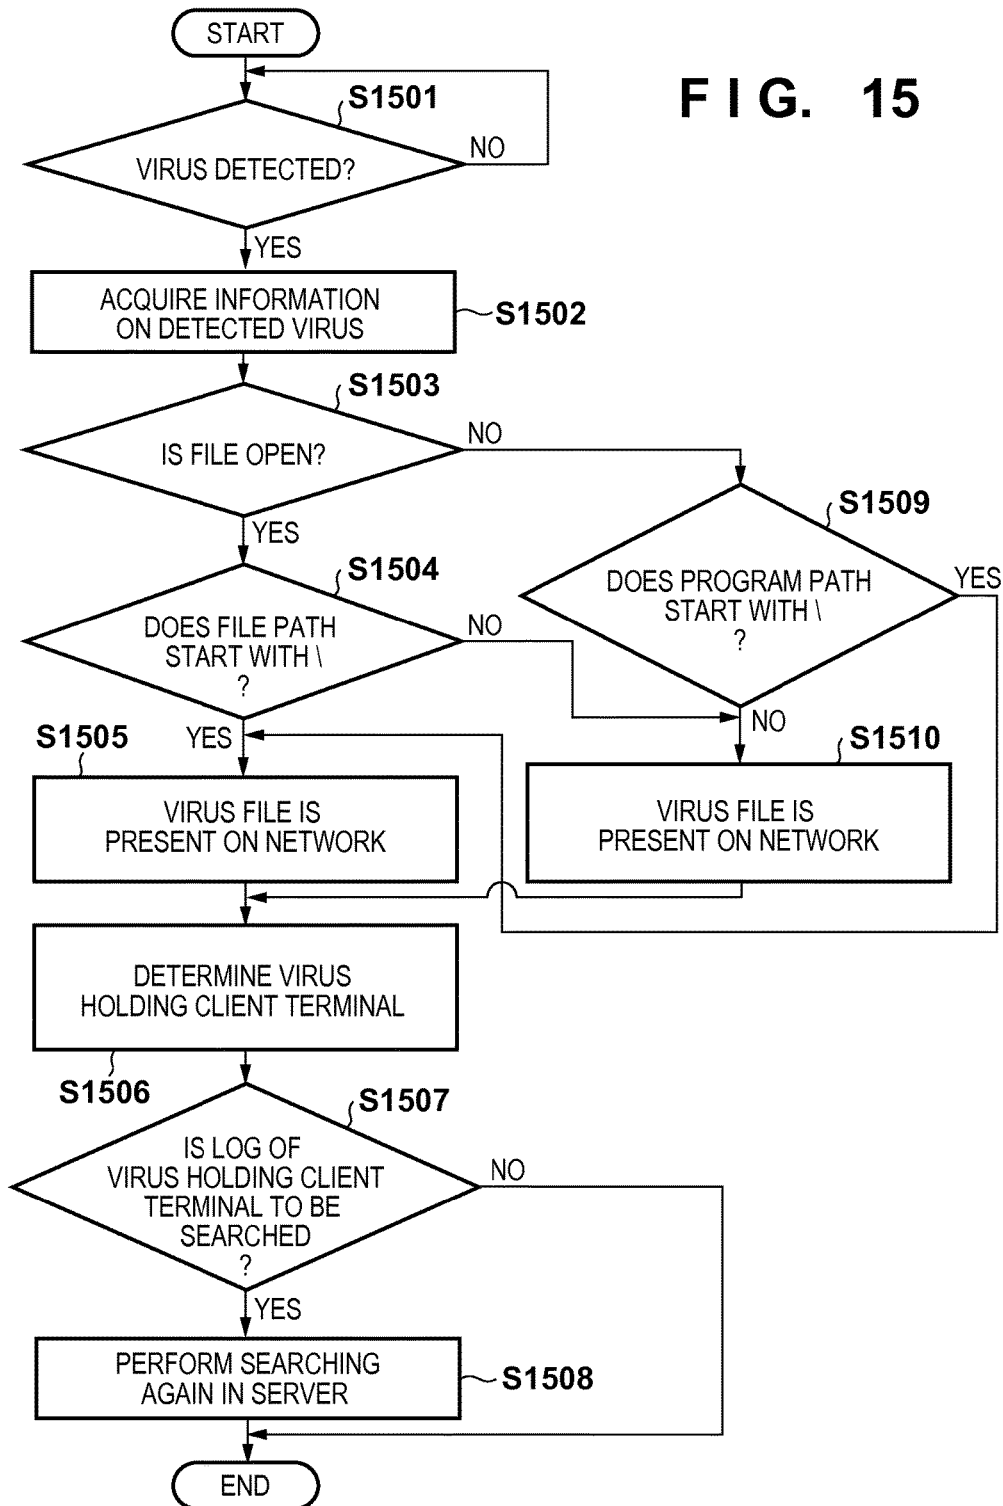 START
FIG. 15
S1501
NO
VIRUS DETECTED?
YES
ACQUIRE INFORMATION
ON DETECTED VIRUS
S1502
S1503
NO
IS FILE OPEN?
YES
S1509
S1504
DOES PROGRAM PATH
START WITH \
?
YES
DOES FILE PATH
START WITH \
?
NO
NO
S1505
YES
S1510
VIRUS FILE IS
PRESENT ON NETWORK
VIRUS FILE IS
PRESENT ON NETWORK
DETERMINE VIRUS
HOLDING CLIENT TERMINAL
S1506
S1507
IS LOG OF
VIRUS HOLDING CLIENT
TERMINAL TO BE
SEARCHED
?
NO
YES
PERFORM SEARCHING
AGAIN IN SERVER
S1508
END